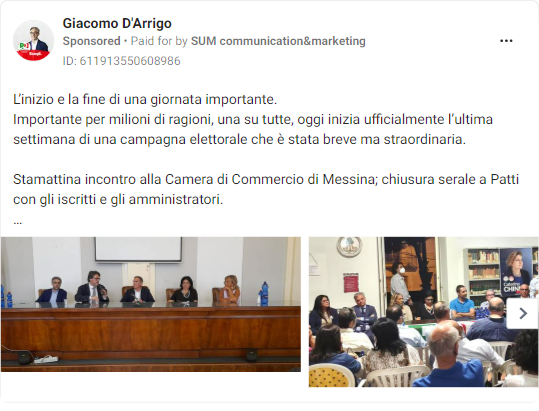 Giacomo D'Arrigo
Sponsored • Paid for by SUM communication&marketing
ID: 611913550608986
L'inizio e la fine di una giornata importante.
Importante per milioni di ragioni, una su tutte, oggi inizia ufficialmente l'ultima
settimana di una campagna elettorale che è stata breve ma straordinaria.
Stamattina incontro alla Camera di Commercio di Messina; chiusura serale a Patti
con gli iscritti e gli amministratori.
...
Caterina
CHIN